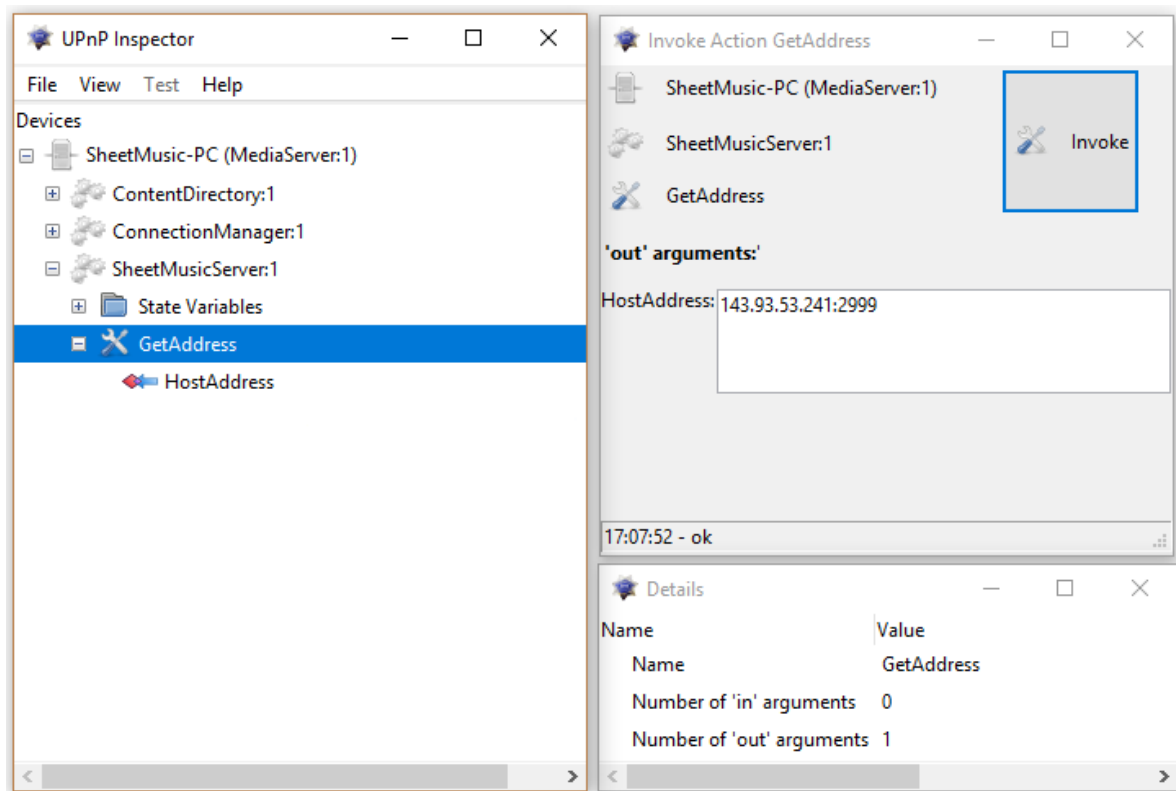 UPnP Inspector
File View Test Help
Devices
SheetMusic-PC (MediaServer:1)
ContentDirectory:1
ConnectionManager:1
SheetMusicServer:1
State Variables
GetAddress
HostAddress
Invoke Action GetAddress
SheetMusic-PC (MediaServer:1)
SheetMusicServer:1
GetAddress
Invoke
'out' arguments:'
HostAddress: 143.93.53.241:2999
17:07:52 - ok
Details
Name Value
Name GetAddress
Number of 'in' arguments 0
Number of 'out' arguments 1